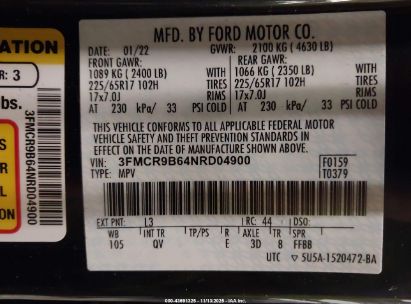 MFD. BY FORD MOTOR CO.
DATE: 01/22 GVWR: 2100 KG ( 4630 LB)
FRONT GAWR: REAR GAWR:
1089 KG ( 2400 LB) WITH 1066 KG ( 2350 LB) WITH
225/65R17 102H TIRES 225/65R17 102H TIRES
17x7.0J RIMS 17x7.0J RIMS
AT 230 kPa/ 33 PSI COLD AT 230 kPa/ 33 PSI COLD
THIS VEHICLE CONFORMS TO ALL APPLICABLE FEDERAL MOTOR
VEHICLE SAFETY AND THEFT PREVENTION STANDARDS IN
EFFECT ON THE DATE OF MANUFACTURE SHOWN ABOVE.
VIN: 3FMCR9B64NRD04900 F0159
TYPE: MPV T0379
EXT PNT: L3 RC: 44 DSO:
WB INT TR TP/PS R AXLE TR SPR
105 QV E 3D 8 FFBB
UTC 5U5A-1520472-BA
ATION
R: 3
bs.
3FMCR9B64NRD04900